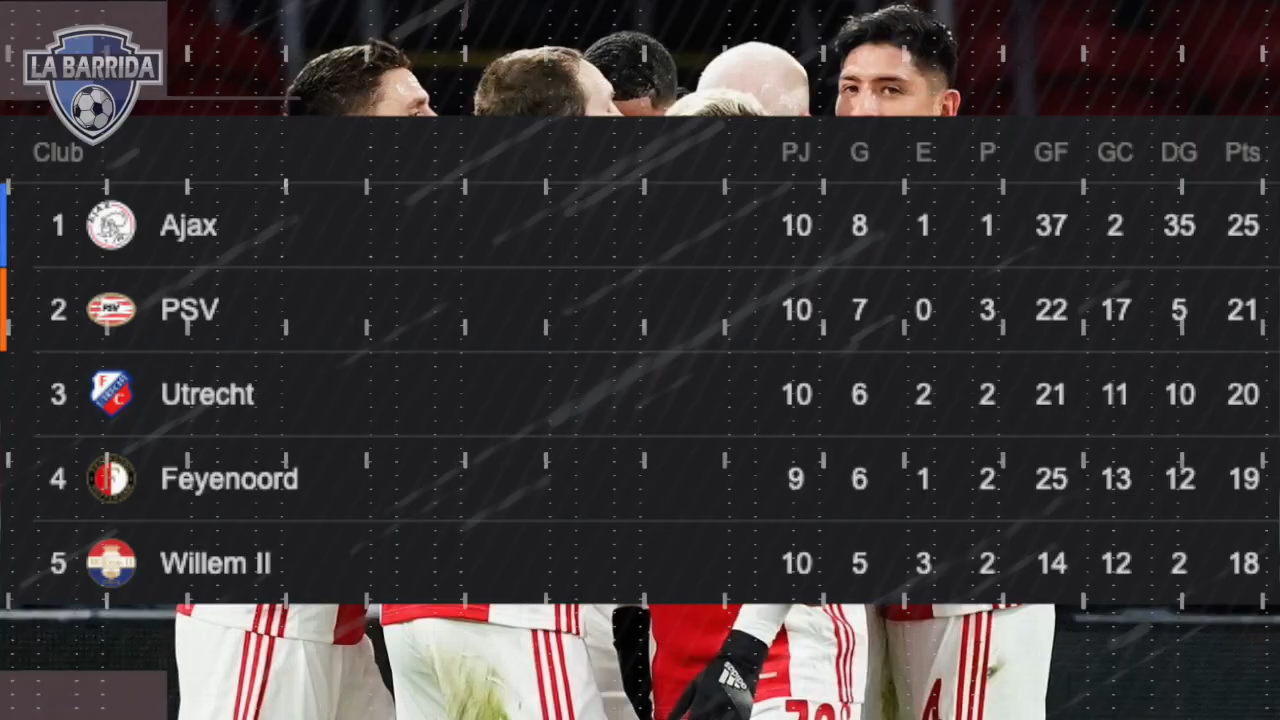 LA BARRIDA
Club PJ G E P GF GC DG Pts
1 Ajax 10 8 1 1 37 2 35 25
2 PSV 10 7 0 3 22 17 5 21
3 Utrecht 10 6 2 2 21 11 10 20
4 Feyenoord 9 6 1 2 25 13 12 19
5 Willem II 10 5 3 2 14 12 2 18